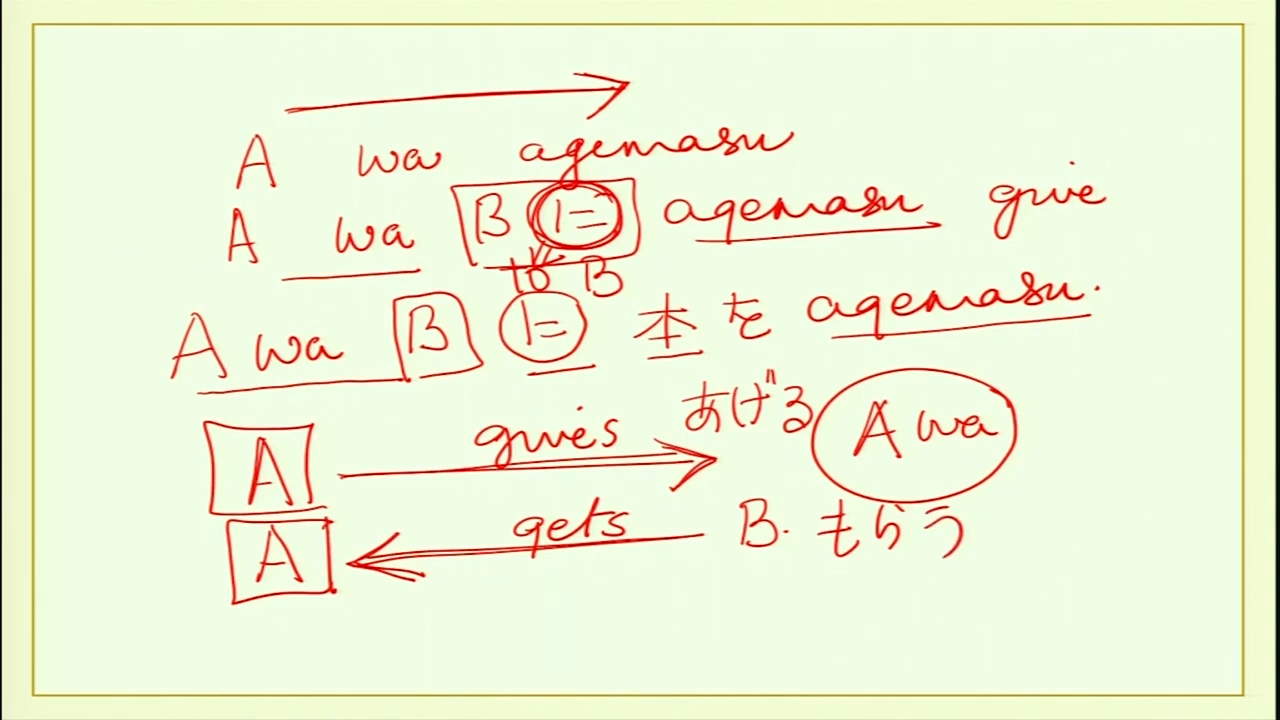 A wa agemasu
A wa B に agemasu give
to B
A wa B に 本 を agemasu.
A gives あげる A wa
A gets B. もらう